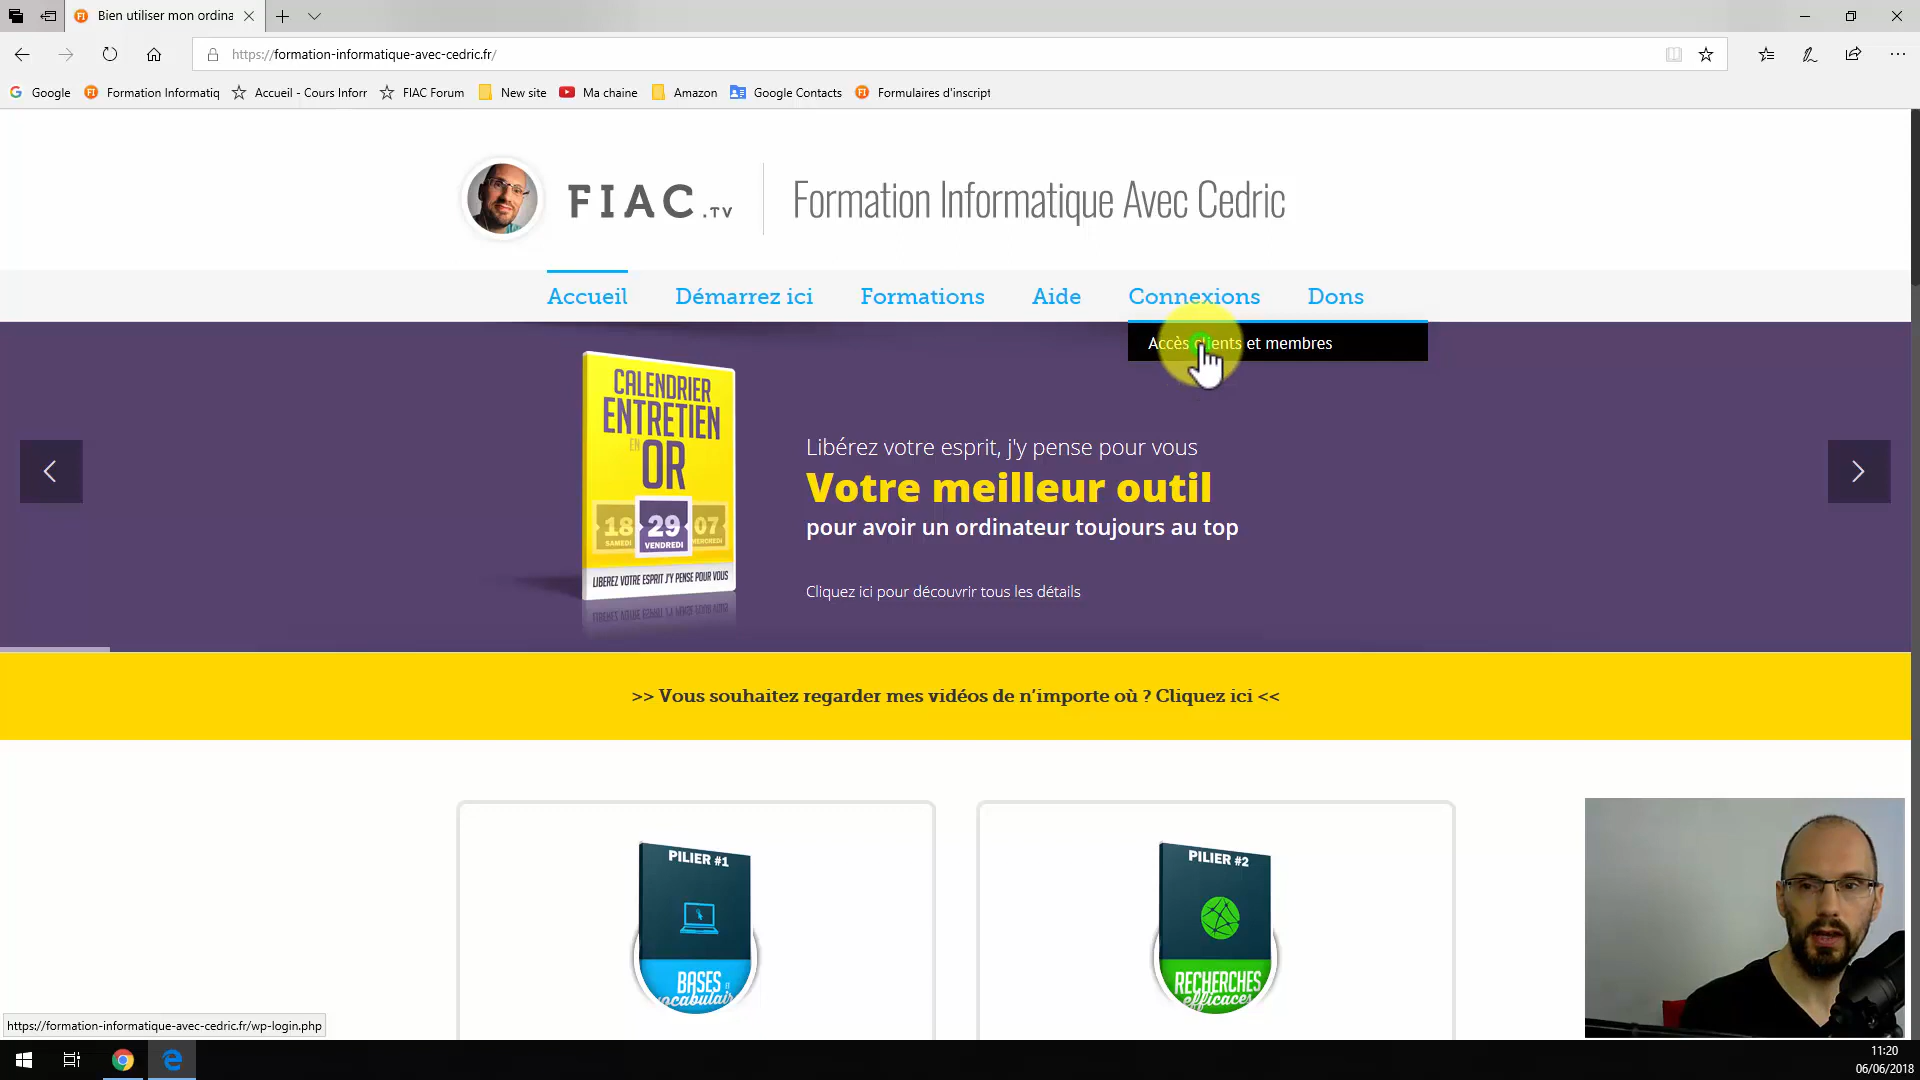 Bien utiliser mon ordina
https://formation-informatique-avec-cedric.fr/
Google
Formation Informatiq
Accueil - Cours Inforr
FIAC Forum
New site
Ma chaine
Amazon
Google Contacts
Formulaires d'inscript
FIAC.TV
Formation Informatique Avec Cedric
Accueil
Démarrez ici
Formations
Aide
Connexions
Dons
Accès clients et membres
CALENDRIER
ENTRETIEN
EN
OR
18 29 07
SAMEDI VENDREDI MERCREDI
LIBEREZ VOTRE ESPRIT J'Y PENSE POUR VOUS
Libérez votre esprit, j'y pense pour vous
Votre meilleur outil
pour avoir un ordinateur toujours au top
Cliquez ici pour découvrir tous les détails
>> Vous souhaitez regarder mes vidéos de n'importe où ? Cliquez ici <<
PILIER #1
BASES ET
vocabulair
PILIER #2
RECHERCHES
efficaces
https://formation-informatique-avec-cedric.fr/wp-login.php
11:20
06/06/2018